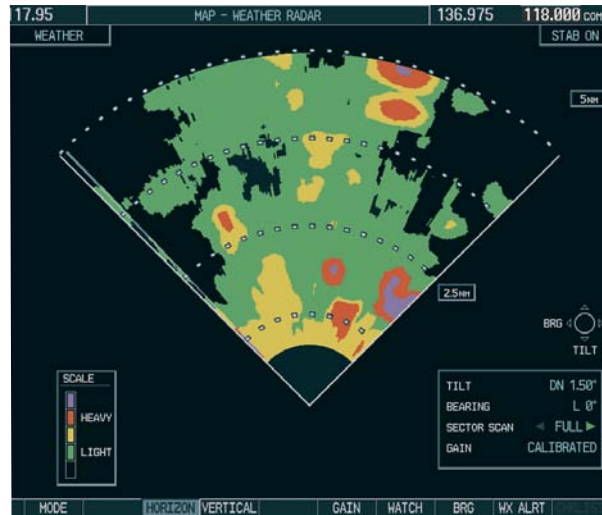 17.95 MAP – WEATHER RADAR 136.975 118.000 COM
WEATHER STAB ON
5NM
2.5NM
BRG
TILT
SCALE
HEAVY
LIGHT
TILT DN 1.50°
BEARING L 0°
SECTOR SCAN FULL
GAIN CALIBRATED
MODE HORIZON VERTICAL GAIN WATCH BRG WX ALRT